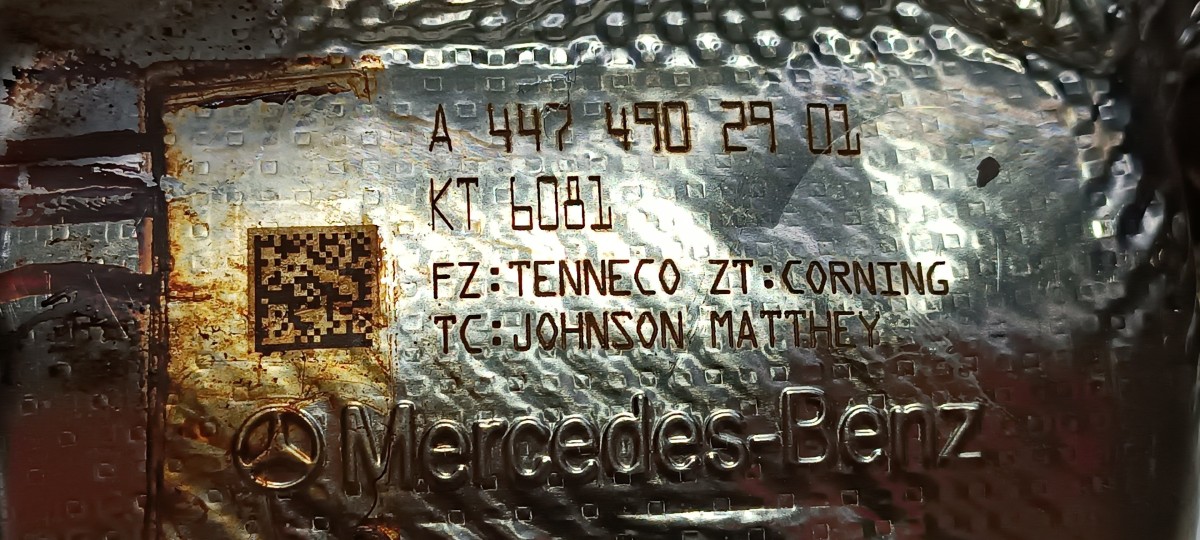 A 447 490 29 01
KT 6081
FZ:TENNECO ZT:CORNING
TC:JOHNSON MATTHEY
Mercedes-Benz